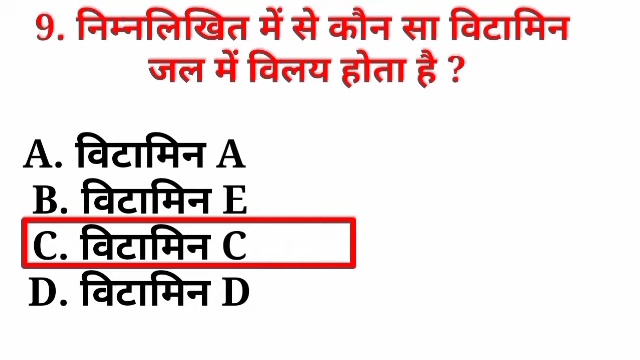 9. निम्नलिखित में से कौन सा विटामिन
जल में विलय होता है ?
A. विटामिन A
B. विटामिन E
C. विटामिन C
D. विटामिन D